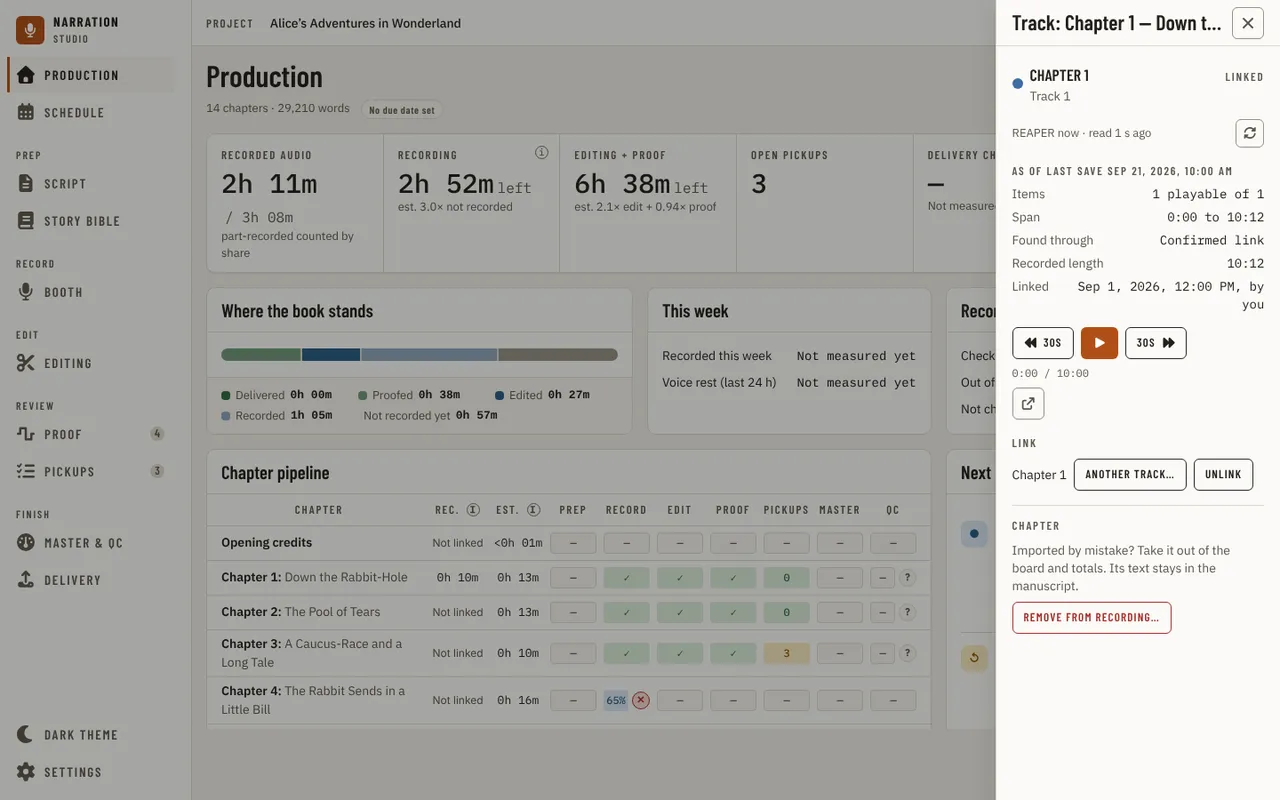 NARRATION
STUDIO
PRODUCTION
SCHEDULE
PREP
SCRIPT
STORY BIBLE
RECORD
BOOTH
EDIT
EDITING
REVIEW
PROOF 4
PICKUPS 3
FINISH
MASTER & QC
DELIVERY
DARK THEME
SETTINGS
PROJECT Alice's Adventures in Wonderland
Production
14 chapters · 29,210 words No due date set
RECORDED AUDIO
2h 11m
/ 3h 08m
part-recorded counted by
share
RECORDING
2h 52m left
est. 3.0× not recorded
EDITING + PROOF
6h 38m left
est. 2.1× edit + 0.94× proof
OPEN PICKUPS
3
DELIVERY CH
—
Not measure
Where the book stands
Delivered 0h 00m Proofed 0h 38m Edited 0h 27m
Recorded 1h 05m Not recorded yet 0h 57m
This week
Recorded this week Not measured yet
Voice rest (last 24 h) Not measured yet
Recor
Check
Out of
Not ch
Chapter pipeline
CHAPTER REC. EST. PREP RECORD EDIT PROOF PICKUPS MASTER QC
Opening credits Not linked <0h 01m — — — — — — —
Chapter 1: Down the Rabbit-Hole 0h 10m 0h 13m — ✓ ✓ ✓ 0 — — ?
Chapter 2: The Pool of Tears Not linked 0h 13m — ✓ ✓ ✓ 0 — — ?
Chapter 3: A Caucus-Race and a
Long Tale Not linked 0h 10m — ✓ ✓ ✓ 3 — — ?
Chapter 4: The Rabbit Sends in a
Little Bill Not linked 0h 16m — 65% — — — — —
Next
Track: Chapter 1 — Down t...
CHAPTER 1 LINKED
Track 1
REAPER now · read 1 s ago
AS OF LAST SAVE SEP 21, 2026, 10:00 AM
Items 1 playable of 1
Span 0:00 to 10:12
Found through Confirmed link
Recorded length 10:12
Linked Sep 1, 2026, 12:00 PM, by
you
30S 30S
0:00 / 10:00
LINK
Chapter 1 ANOTHER TRACK... UNLINK
CHAPTER
Imported by mistake? Take it out of the
board and totals. Its text stays in the
manuscript.
REMOVE FROM RECORDING...